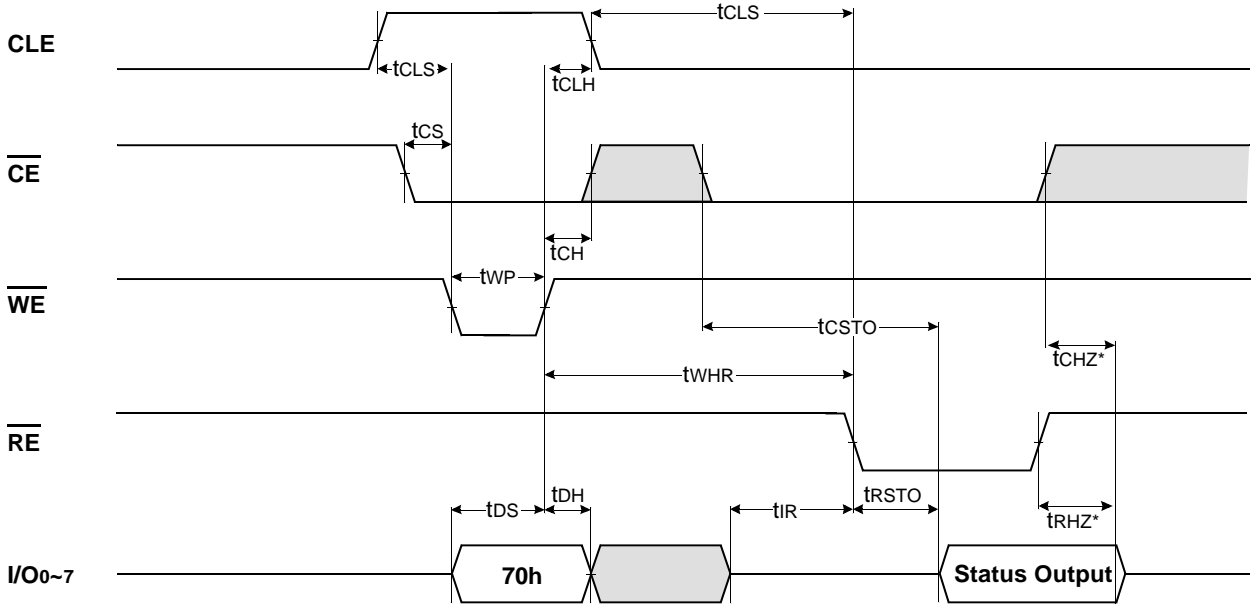 tCLS
CLE
tCLS
tCLH
tCS
CE
tCH
tWP
WE
tCSTO
tCHZ*
tWHR
RE
tDH
tDS
tIR
tRSTO
tRHZ*
I/O0~7
70h
Status Output